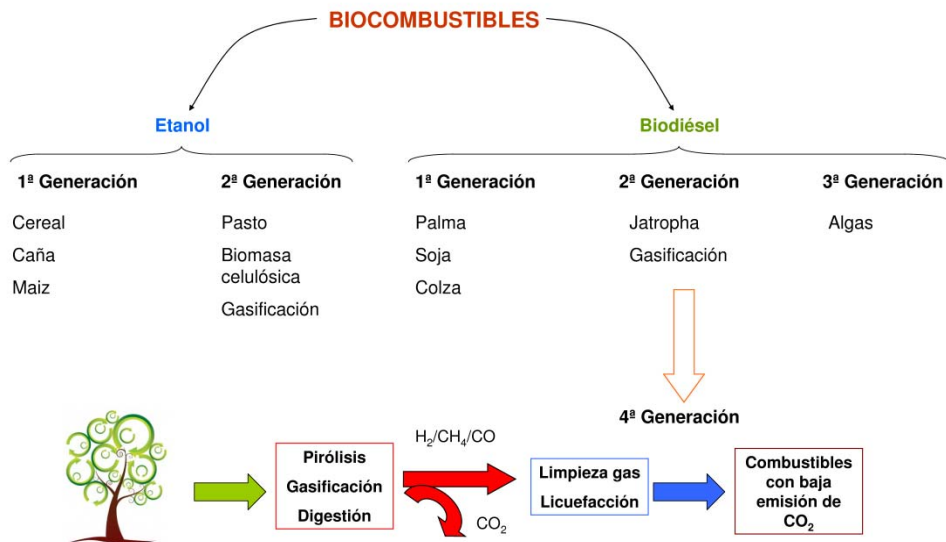 BIOCOMBUSTIBLES
Etanol
Biodiésel
1ª Generación
2ª Generación
1ª Generación
2ª Generación
3ª Generación
Cereal
Pasto
Palma
Jatropha
Algas
Caña
Biomasa
celulósica
Soja
Gasificación
Maiz
Gasificación
Colza
4ª Generación
H₂/CH₄/CO
Pirólisis
Gasificación
Digestión
CO₂
Limpieza gas
Licuefacción
Combustibles
con baja
emisión de
CO₂